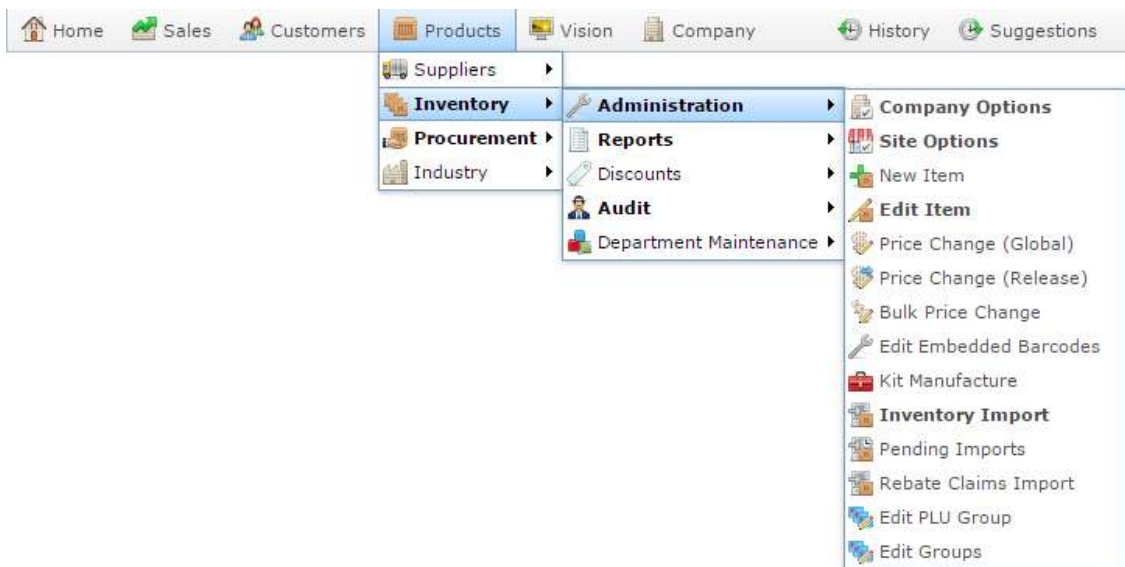 Home Sales Customers Products Vision Company History Suggestions
Suppliers
Inventory
Procurement
Industry
Administration
Reports
Discounts
Audit
Department Maintenance
Company Options
Site Options
New Item
Edit Item
Price Change (Global)
Price Change (Release)
Bulk Price Change
Edit Embedded Barcodes
Kit Manufacture
Inventory Import
Pending Imports
Rebate Claims Import
Edit PLU Group
Edit Groups